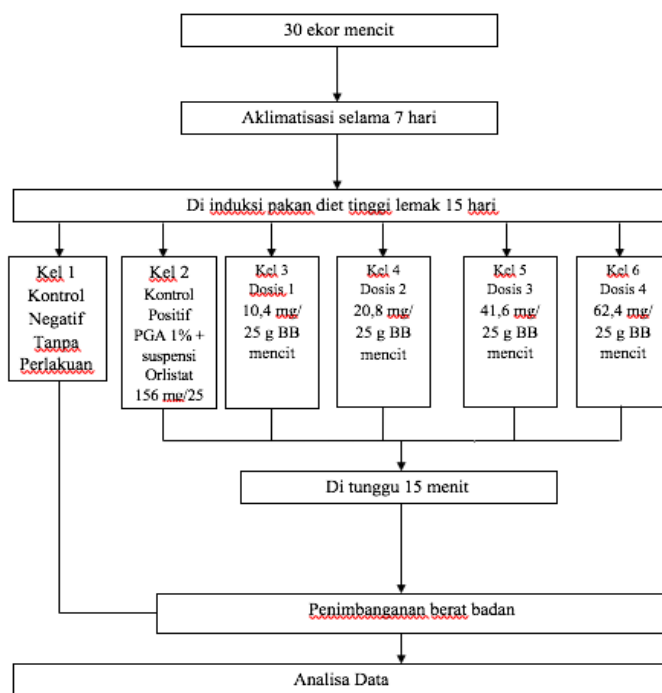 30 ekor mencit
Aklimatisasi selama 7 hari
Di induksi pakan diet tinggi lemak 15 hari
Kel 1
Kontrol
Negatif
Tanpa
Perlakuan
Kel 2
Kontrol
Positif
PGA 1% +
suspensi
Orlistat
156 mg/25
Kel 3
Dosis 1
10,4 mg/
25 g BB
mencit
Kel 4
Dosis 2
20,8 mg/
25 g BB
mencit
Kel 5
Dosis 3
41,6 mg/
25 g BB
mencit
Kel 6
Dosis 4
62,4 mg/
25 g BB
mencit
Di tunggu 15 menit
Penimbanganan berat badan
Analisa Data